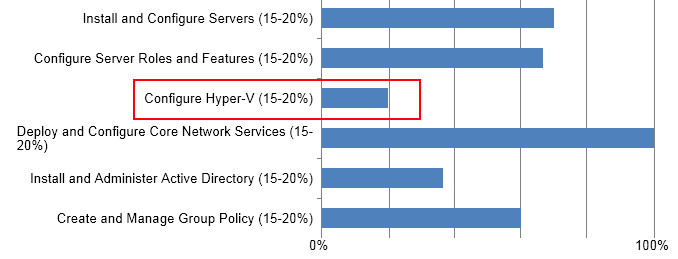 Install and Configure Servers (15-20%)
Configure Server Roles and Features (15-20%)
Configure Hyper-V (15-20%)
Deploy and Configure Core Network Services (15-
20%)
Install and Administer Active Directory (15-20%)
Create and Manage Group Policy (15-20%)
0% 100%